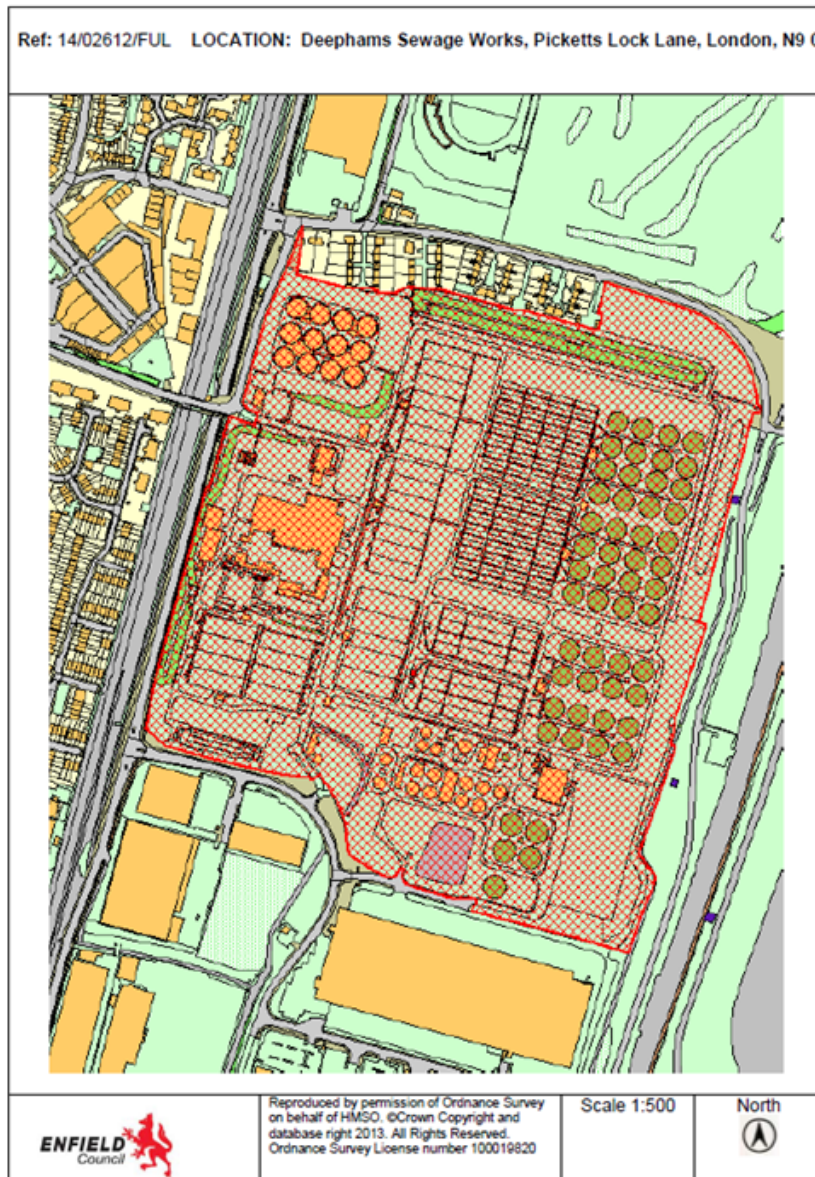 Ref: 14/02612/FUL LOCATION: Deephams Sewage Works, Picketts Lock Lane, London, N9
ENFIELD
Council
Reproduced by permission of Ordnance Survey
on behalf of HMSO. ©Crown Copyright and
database right 2013. All Rights Reserved.
Ordnance Survey License number 100019820
Scale 1:500
North